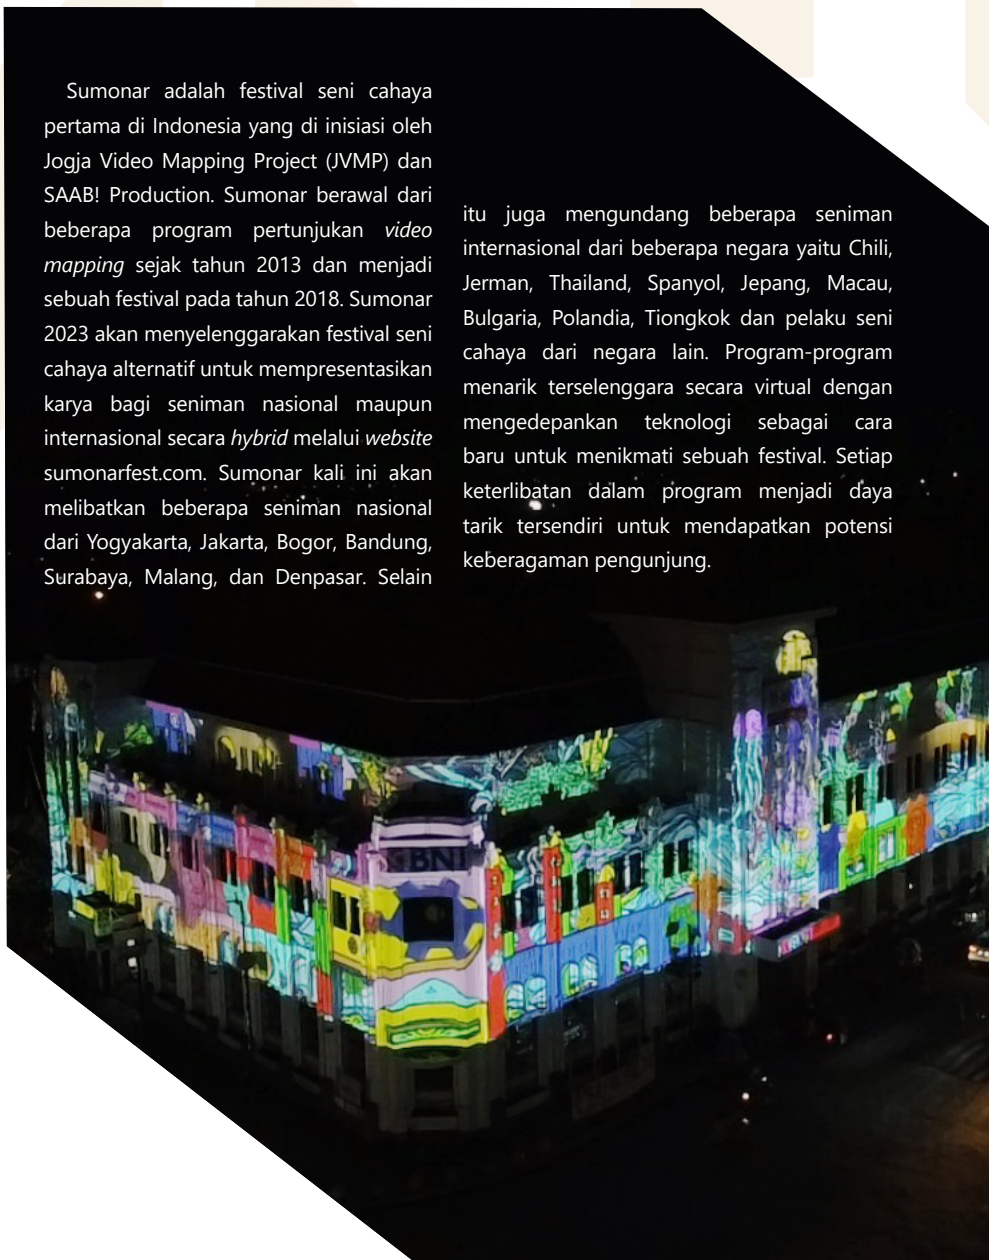 Sumonar adalah festival seni cahaya
pertama di Indonesia yang di inisiasi oleh
Jogja Video Mapping Project (JVMP) dan
SAAB! Production. Sumonar berawal dari
beberapa program pertunjukan video
mapping sejak tahun 2013 dan menjadi
sebuah festival pada tahun 2018. Sumonar
2023 akan menyelenggarakan festival seni
cahaya alternatif untuk mempresentasikan
karya bagi seniman nasional maupun
internasional secara hybrid melalui website
sumonarfest.com. Sumonar kali ini akan
melibatkan beberapa seniman nasional
dari Yogyakarta, Jakarta, Bogor, Bandung,
Surabaya, Malang, dan Denpasar. Selain
itu juga mengundang beberapa seniman
internasional dari beberapa negara yaitu Chili,
Jerman, Thailand, Spanyol, Jepang, Macau,
Bulgaria, Polandia, Tiongkok dan pelaku seni
cahaya dari negara lain. Program-program
menarik terselenggara secara virtual dengan
mengedepankan teknologi sebagai cara
baru untuk menikmati sebuah festival. Setiap
keterlibatan dalam program menjadi daya
tarik tersendiri untuk mendapatkan potensi
keberagaman pengunjung.
BNI